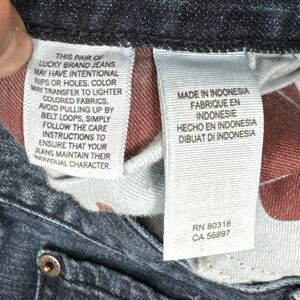 THIS PAIR OF
LUCKY BRAND JEANS
MAY HAVE INTENTIONAL
RIPS OR HOLES. COLOR
MAY TRANSFER TO LIGHTER
COLORED FABRICS.
AVOID PULLING UP BY
BELT LOOPS, SIMPLY
FOLLOW THE CARE
INSTRUCTIONS TO
ENSURE THAT YOUR
JEANS MAINTAIN THEIR
INDIVIDUAL CHARACTER.
MADE IN INDONESIA
FABRIQUE EN
INDONESIE
HECHO EN INDONESIA
DIBUAT DI INDONESIA
RN 80318
CA 56897